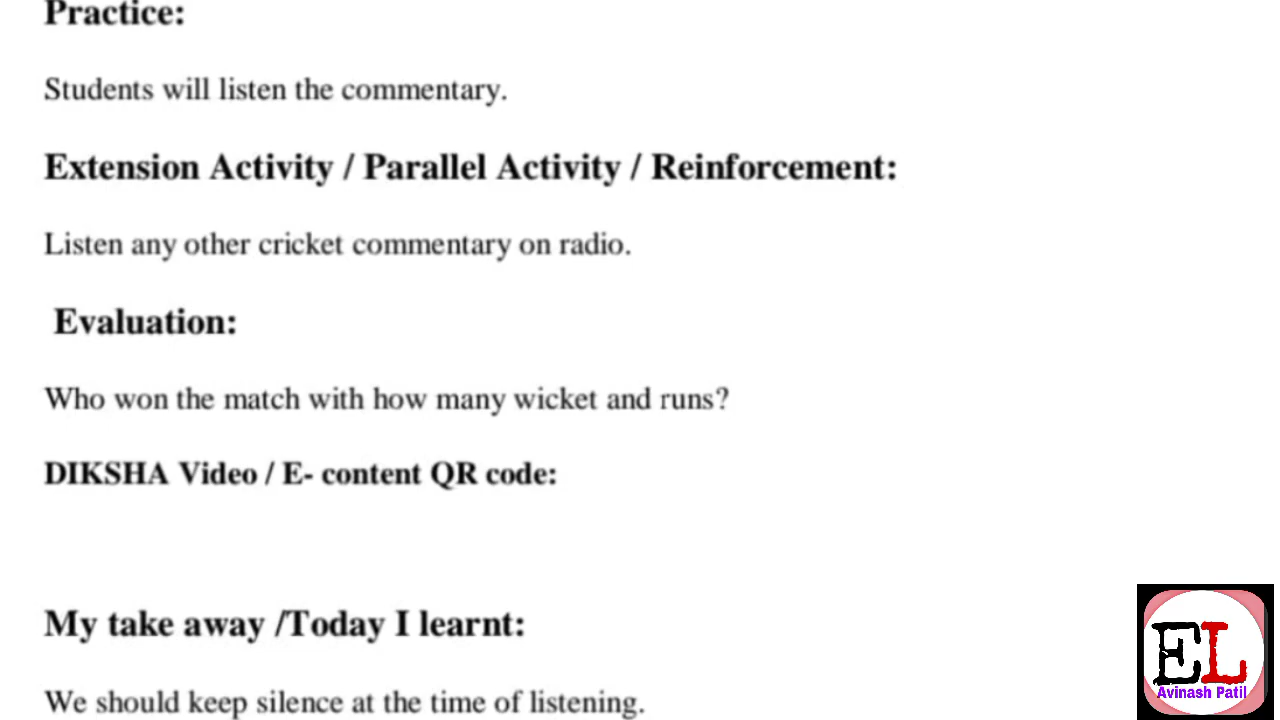 Practice:
Students will listen the commentary.
Extension Activity / Parallel Activity / Reinforcement:
Listen any other cricket commentary on radio.
Evaluation:
Who won the match with how many wicket and runs?
DIKSHA Video / E- content QR code:
My take away /Today I learnt:
We should keep silence at the time of listening.
EL
Avinash Patil